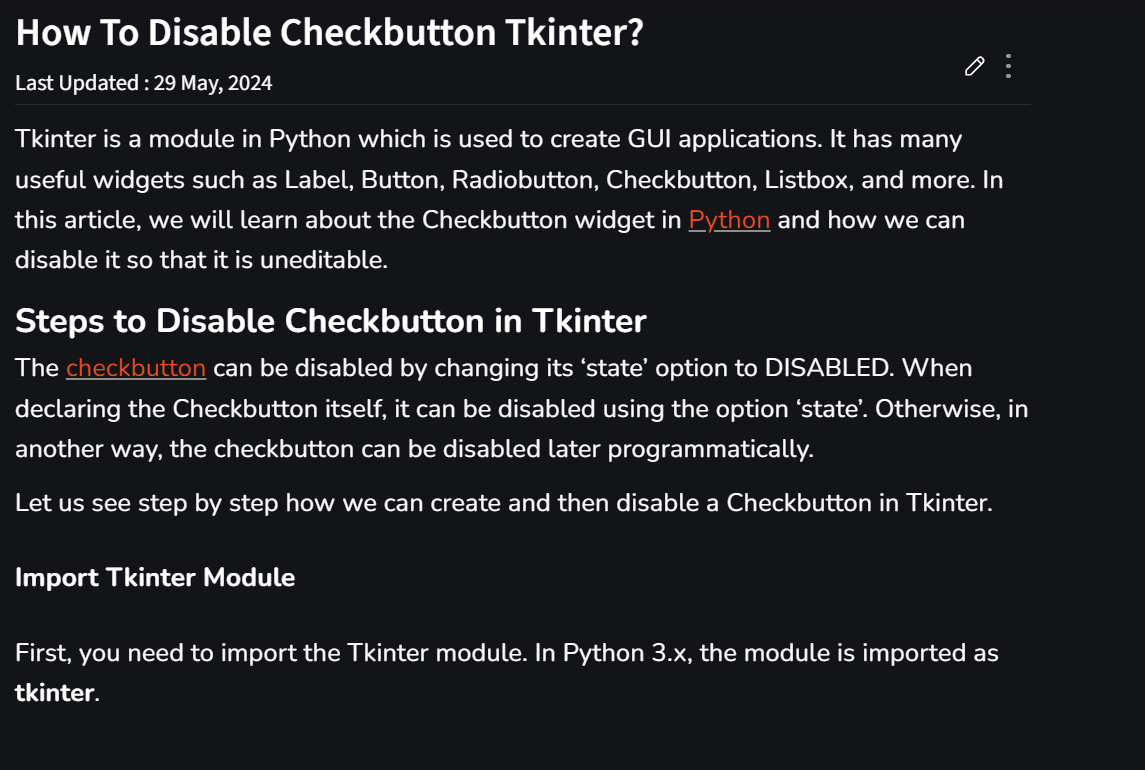 How To Disable Checkbutton Tkinter?
Last Updated : 29 May, 2024
Tkinter is a module in Python which is used to create GUI applications. It has many
useful widgets such as Label, Button, Radiobutton, Checkbutton, Listbox, and more. In
this article, we will learn about the Checkbutton widget in Python and how we can
disable it so that it is uneditable.
Steps to Disable Checkbutton in Tkinter
The checkbutton can be disabled by changing its ‘state’ option to DISABLED. When
declaring the Checkbutton itself, it can be disabled using the option ‘state’. Otherwise, in
another way, the checkbutton can be disabled later programmatically.
Let us see step by step how we can create and then disable a Checkbutton in Tkinter.
Import Tkinter Module
First, you need to import the Tkinter module. In Python 3.x, the module is imported as
tkinter.